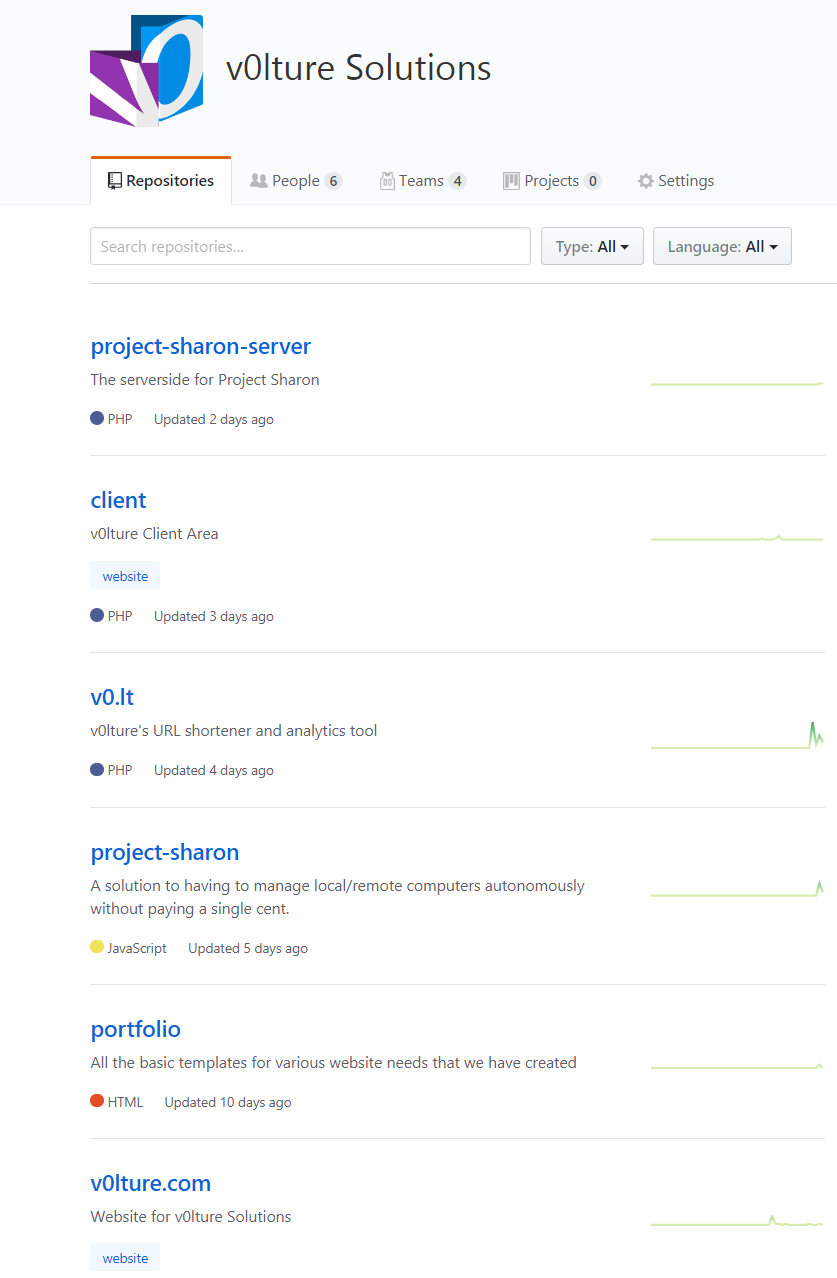 v0lture Solutions
Repositories People 6 Teams 4 Projects 0 Settings
Search repositories... Type: All Language: All
project-sharon-server
The serverside for Project Sharon
PHP Updated 2 days ago
client
v0lture Client Area
website
PHP Updated 3 days ago
v0.lt
v0lture's URL shortener and analytics tool
PHP Updated 4 days ago
project-sharon
A solution to having to manage local/remote computers autonomously
without paying a single cent.
JavaScript Updated 5 days ago
portfolio
All the basic templates for various website needs that we have created
HTML Updated 10 days ago
v0lture.com
Website for v0lture Solutions
website